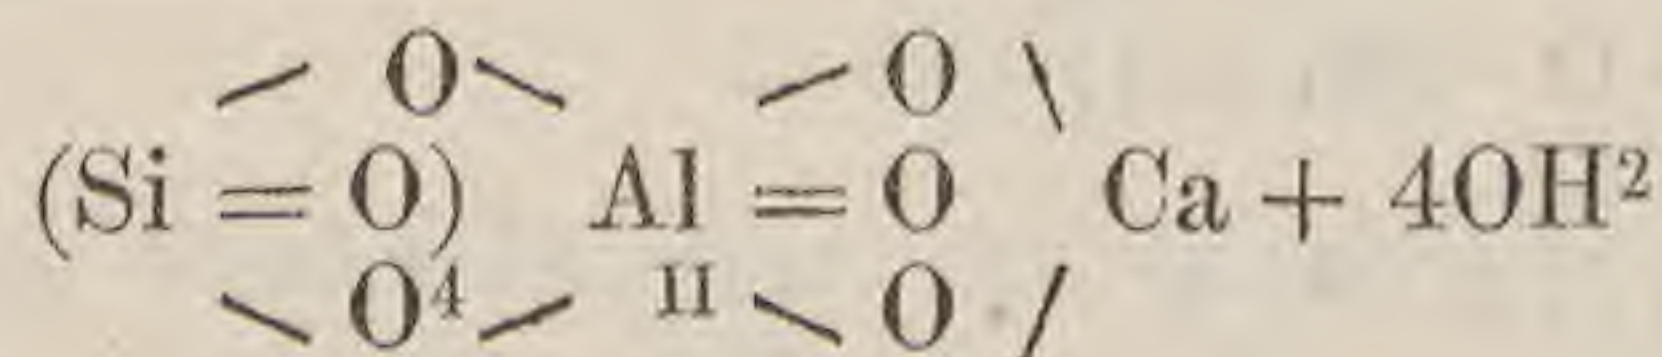 O O
(Si = O) Al = O Ca + 4OH²
O⁴ II O